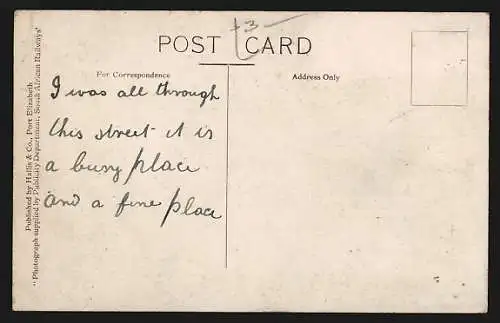 +3-
POST CARD
For Correspondence
Address Only
I was all through
this street it is
a busy place
and a fine place
Published by Hallis & Co., Port Elizabeth.
"Photograph supplied by Publicity Department, South African Railways"